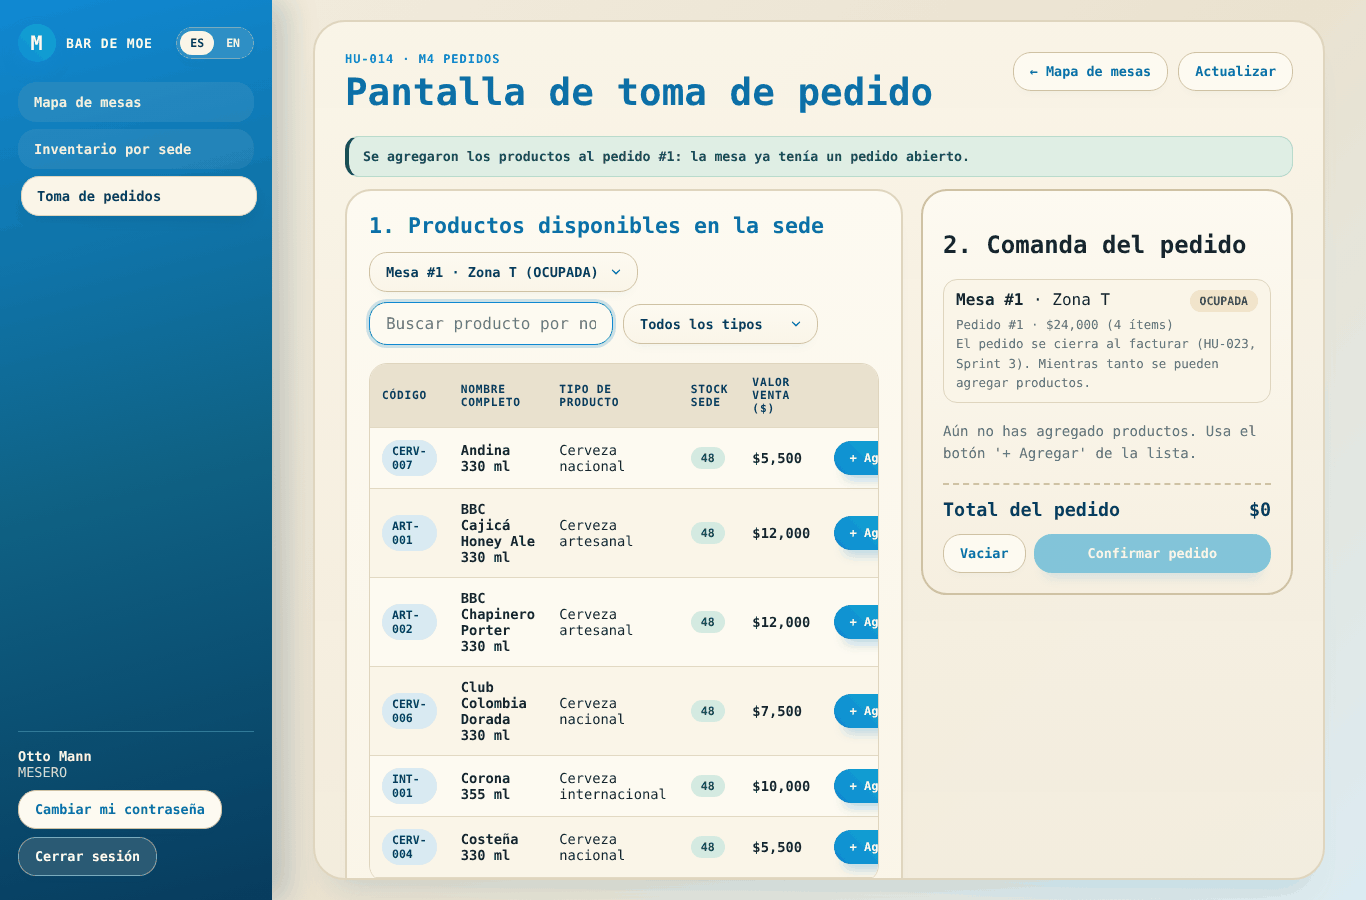 M
BAR DE MOE
ES
EN
Mapa de mesas
Inventario por sede
Toma de pedidos
Otto Mann
MESERO
Cambiar mi contraseña
Cerrar sesión
HU-014 · M4 PEDIDOS
Pantalla de toma de pedido
← Mapa de mesas
Actualizar
Se agregaron los productos al pedido #1: la mesa ya tenía un pedido abierto.
1. Productos disponibles en la sede
Mesa #1 · Zona T (OCUPADA)
Buscar producto por no
Todos los tipos
CÓDIGO
NOMBRE
COMPLETO
TIPO DE
PRODUCTO
STOCK
SEDE
VALOR
VENTA
($)
CERV-
007
Andina
330 ml
Cerveza
nacional
48
$5,500
+ Ag
ART-
001
BBC
Cajicá
Honey Ale
330 ml
Cerveza
artesanal
48
$12,000
+ Ag
ART-
002
BBC
Chapinero
Porter
330 ml
Cerveza
artesanal
48
$12,000
+ Ag
CERV-
006
Club
Colombia
Dorada
330 ml
Cerveza
nacional
48
$7,500
+ Ag
INT-
001
Corona
355 ml
Cerveza
internacional
48
$10,000
+ Ag
CERV-
004
Costeña
330 ml
Cerveza
nacional
48
$5,500
+ Ag
2. Comanda del pedido
Mesa #1 · Zona T
OCUPADA
Pedido #1 · $24,000 (4 ítems)
El pedido se cierra al facturar (HU-023,
Sprint 3). Mientras tanto se pueden
agregar productos.
Aún no has agregado productos. Usa el
botón '+ Agregar' de la lista.
Total del pedido
$0
Vaciar
Confirmar pedido